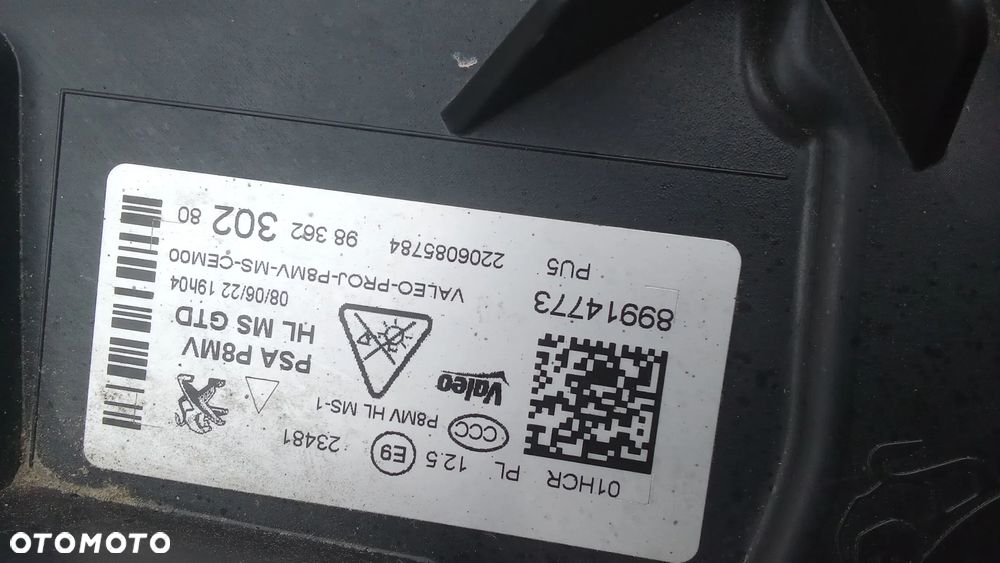 01HCR PL 12.5 E9 23481
CCC P8MV HL MS-1
Valeo
PSA P8MV
HL MS GTD
89914773
08/06/22 19h04
VALEO-PROJ-P8MV-MS-CEM00
PU5 2206085784 98 362 302 80
OTOMOTO